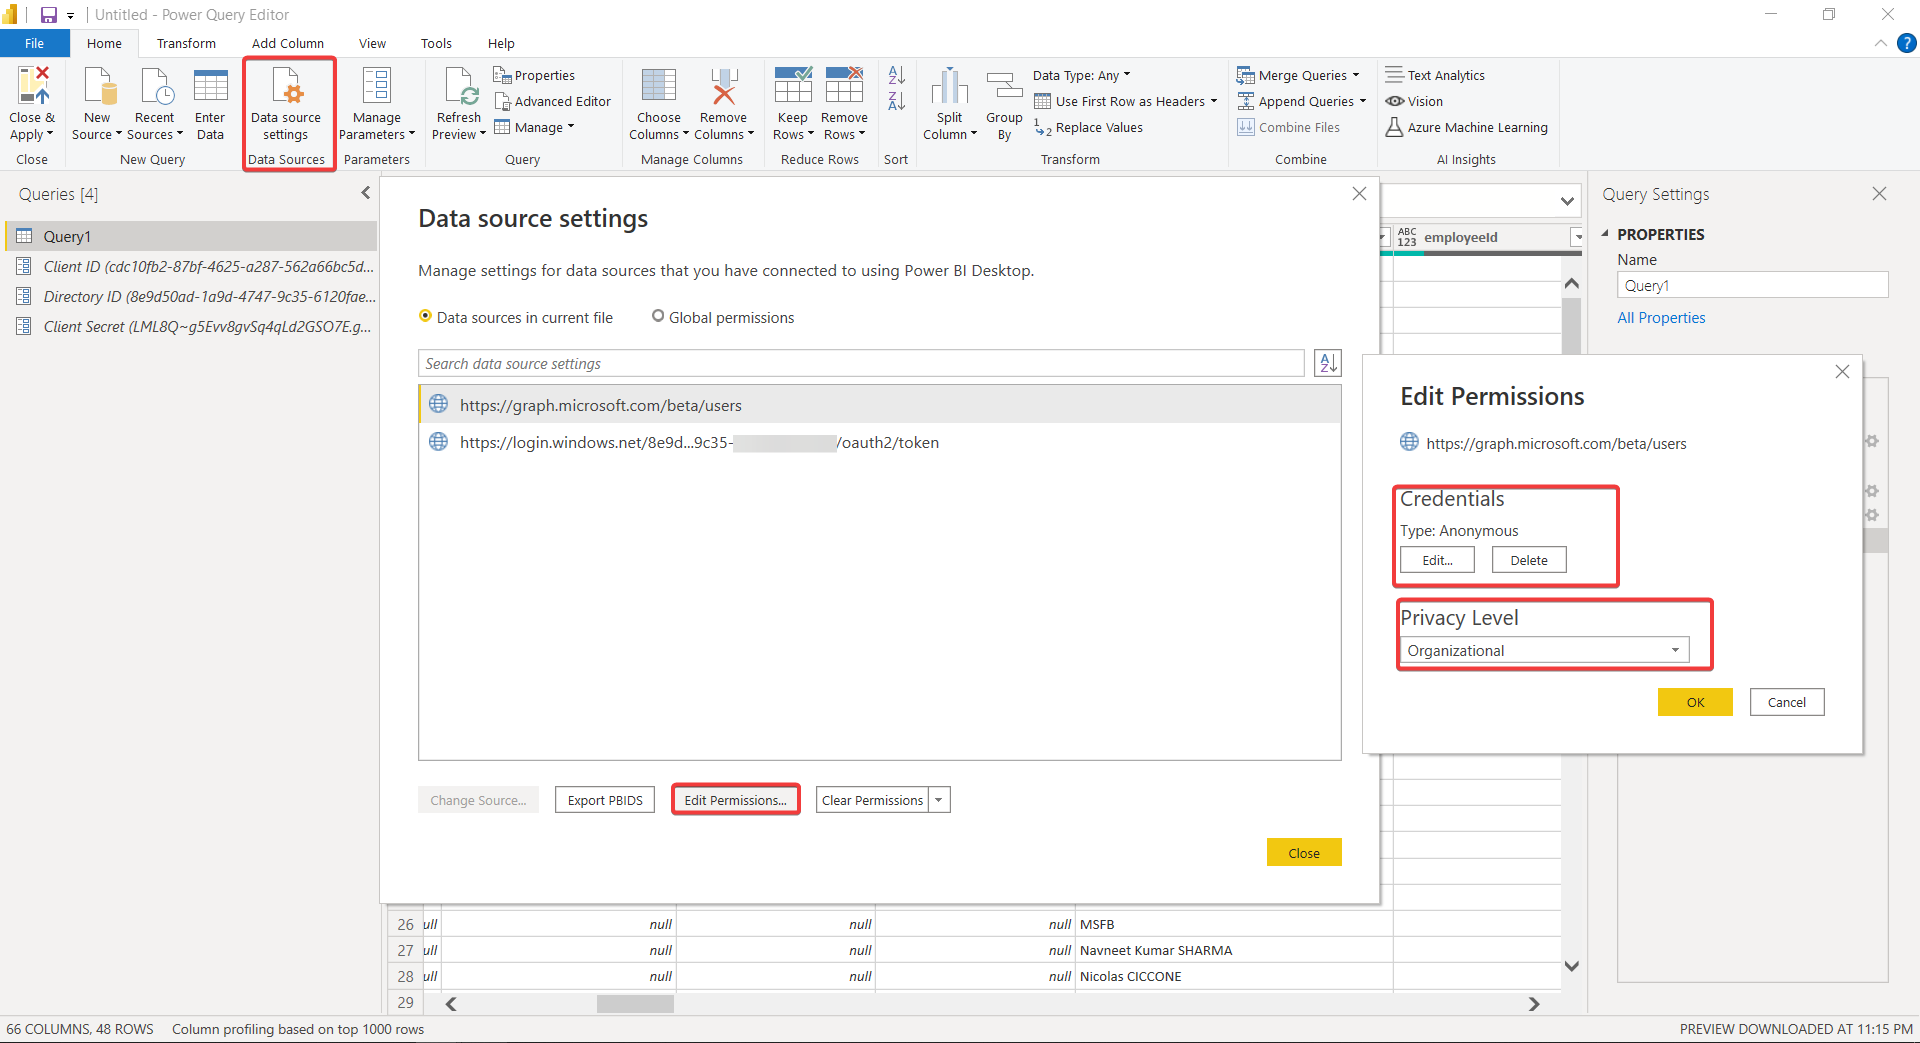 Untitled - Power Query Editor
File Home Transform Add Column View Tools Help
Close & Apply
Close
New Source
Recent Sources
Enter Data
New Query
Data source settings
Data Sources
Manage Parameters
Parameters
Refresh Preview
Properties
Advanced Editor
Manage
Query
Choose Columns
Remove Columns
Manage Columns
Keep Rows
Remove Rows
Reduce Rows
Sort
Split Column
Group By
Data Type: Any
Use First Row as Headers
Replace Values
Transform
Merge Queries
Append Queries
Combine Files
Combine
Text Analytics
Vision
Azure Machine Learning
AI Insights
Queries [4]
Query1
Client ID (cdc10fb2-87bf-4625-a287-562a66bc5d...
Directory ID (8e9d50ad-1a9d-4747-9c35-6120fae...
Client Secret (LML8Q~g5Evv8gvSq4qLd2GSO7E.g...
Data source settings
Manage settings for data sources that you have connected to using Power BI Desktop.
Data sources in current file
Global permissions
Search data source settings
https://graph.microsoft.com/beta/users
https://login.windows.net/8e9d...9c35-
/oauth2/token
Change Source...
Export PBIDS
Edit Permissions...
Clear Permissions
Close
ABC 123 employeeId
Query Settings
PROPERTIES
Name
Query1
All Properties
Edit Permissions
https://graph.microsoft.com/beta/users
Credentials
Type: Anonymous
Edit...
Delete
Privacy Level
Organizational
OK
Cancel
26 ull null null null MSFB
27 ull null null null Navneet Kumar SHARMA
28 ull null null null Nicolas CICCONE
29
66 COLUMNS, 48 ROWS
Column profiling based on top 1000 rows
PREVIEW DOWNLOADED AT 11:15 PM